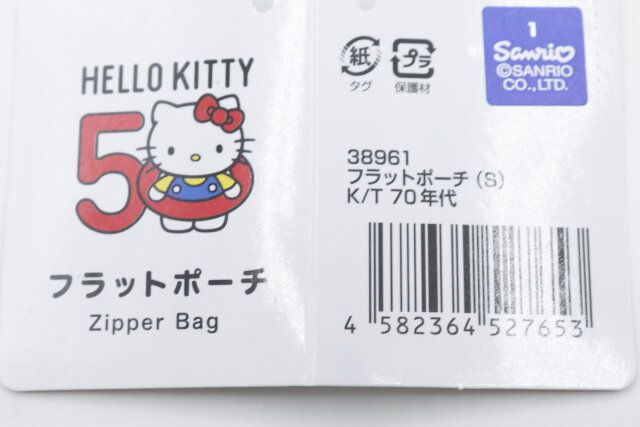 HELLO KITTY
50
フラットポーチ
Zipper Bag
紙
タグ
プラ
保護材
1
Sanrio
©SANRIO
CO.,LTD.
38961
フラットポーチ（S）
K/T 70年代
4 582364 527653